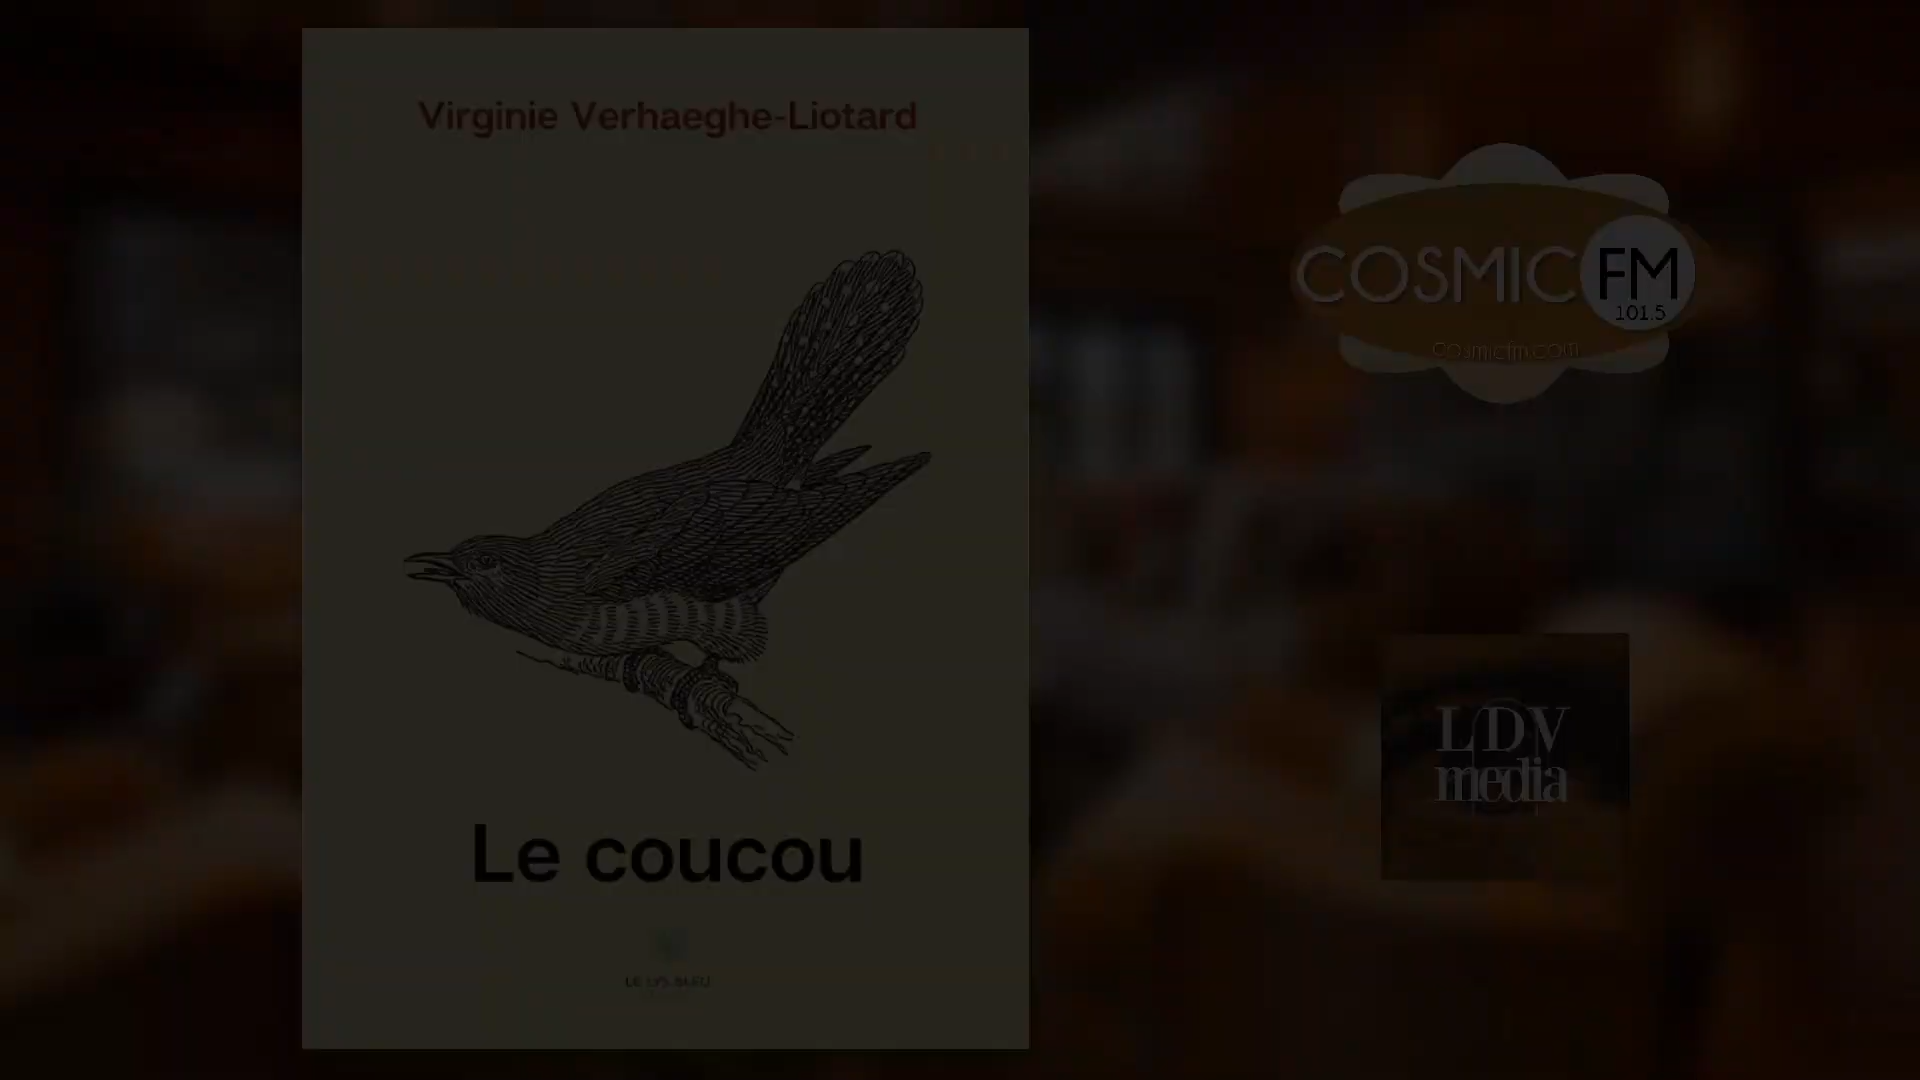 Virginie Verhaeghe-Liotard
Le coucou
LE LYS BLEU
COSMIC FM
101.5
cosmicfm.com
LDV
media